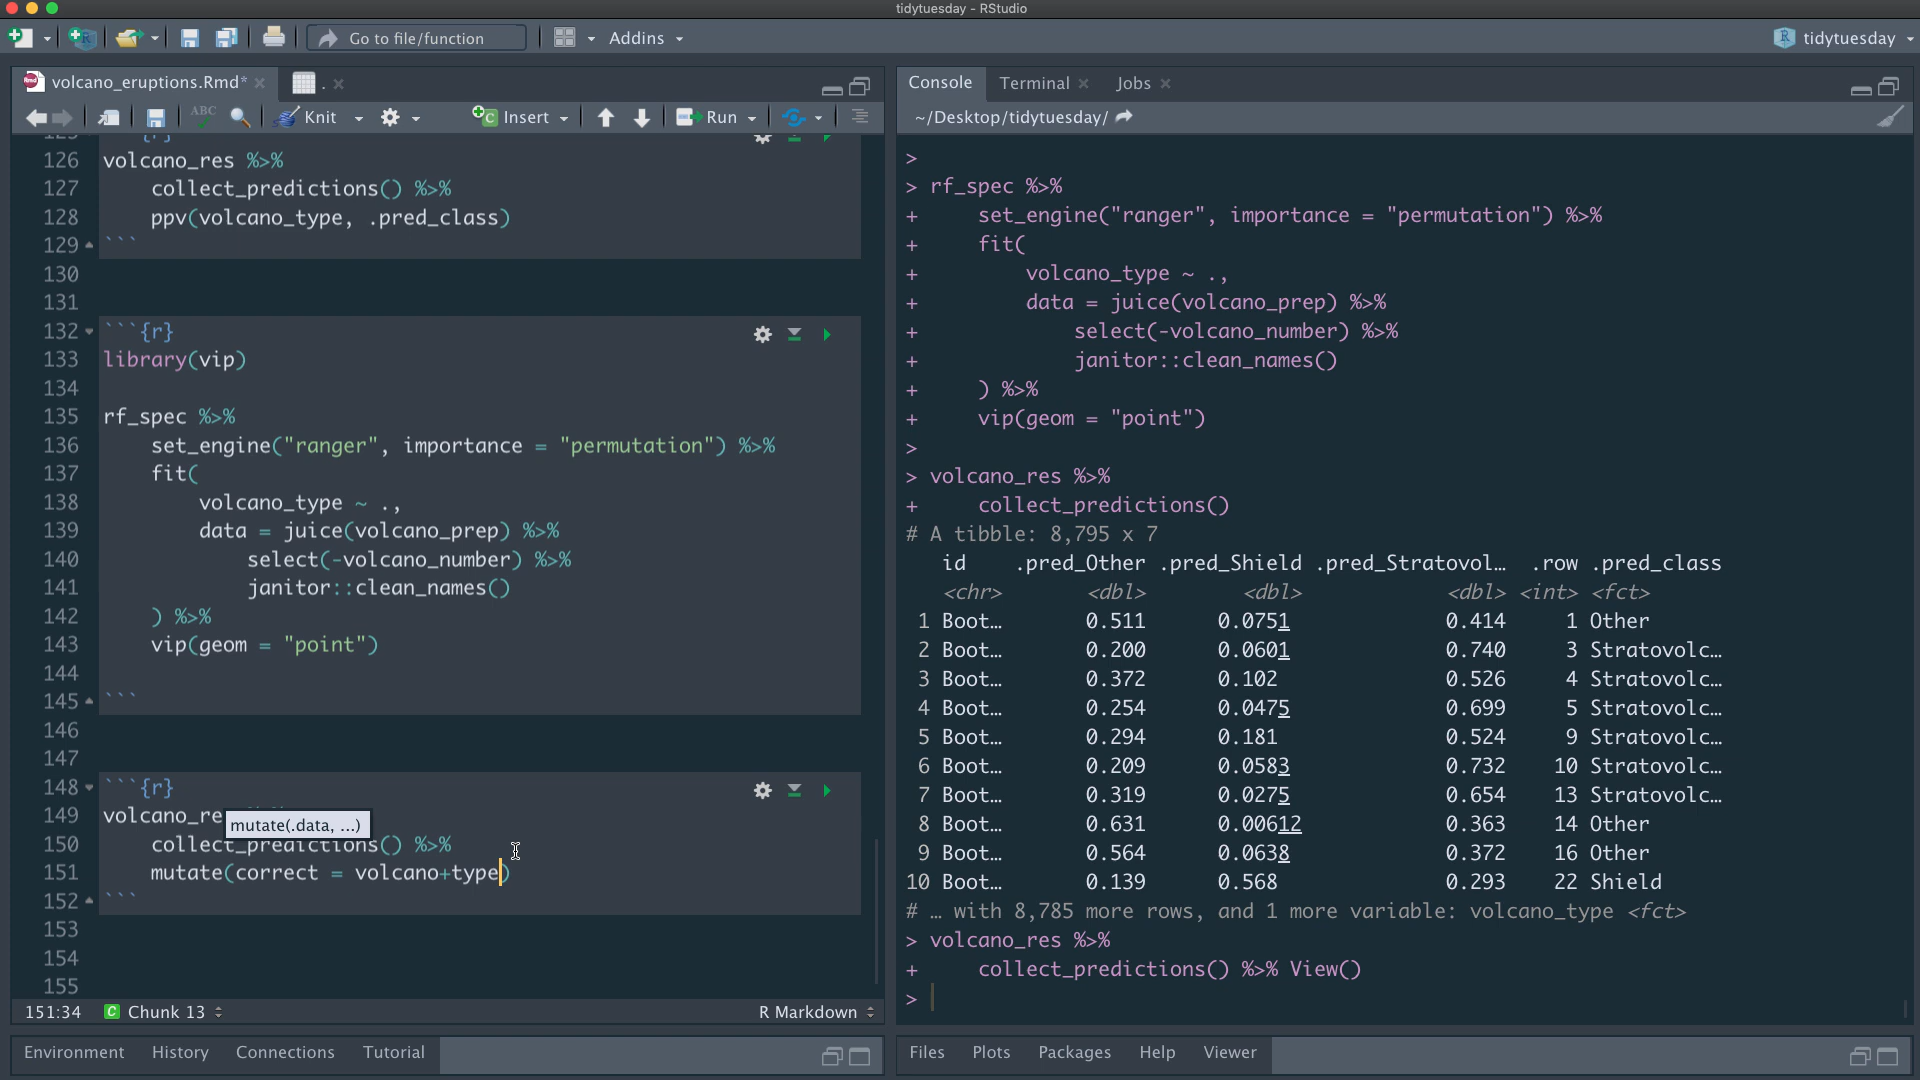 tidytuesday - RStudio
Go to file/function
Addins
tidytuesday
volcano_eruptions.Rmd*
.
ABC
Knit
Insert
Run
126 volcano_res %>%
127     collect_predictions() %>%
128     ppv(volcano_type, .pred_class)
129 ```
130
131
132 ```{r}
133 library(vip)
134
135 rf_spec %>%
136     set_engine("ranger", importance = "permutation") %>%
137     fit(
138         volcano_type ~ .,
139         data = juice(volcano_prep) %>%
140             select(-volcano_number) %>%
141             janitor::clean_names()
142     ) %>%
143     vip(geom = "point")
144
145 ```
146
147
148 ```{r}
149 volcano_re
mutate(.data, ...)
150     collect_predictions() %>%
151     mutate(correct = volcano+type)
152 ```
153
154
155
151:34 Chunk 13 R Markdown
Environment History Connections Tutorial
Console Terminal Jobs
~/Desktop/tidytuesday/
>
> rf_spec %>%
+     set_engine("ranger", importance = "permutation") %>%
+     fit(
+         volcano_type ~ .,
+         data = juice(volcano_prep) %>%
+             select(-volcano_number) %>%
+             janitor::clean_names()
+     ) %>%
+     vip(geom = "point")
>
> volcano_res %>%
+     collect_predictions()
# A tibble: 8,795 x 7
id .pred_Other .pred_Shield .pred_Stratovol… .row .pred_class
<chr> <dbl> <dbl> <dbl> <int> <fct>
1 Boot… 0.511 0.0751 0.414 1 Other
2 Boot… 0.200 0.0601 0.740 3 Stratovolc…
3 Boot… 0.372 0.102 0.526 4 Stratovolc…
4 Boot… 0.254 0.0475 0.699 5 Stratovolc…
5 Boot… 0.294 0.181 0.524 9 Stratovolc…
6 Boot… 0.209 0.0583 0.732 10 Stratovolc…
7 Boot… 0.319 0.0275 0.654 13 Stratovolc…
8 Boot… 0.631 0.00612 0.363 14 Other
9 Boot… 0.564 0.0638 0.372 16 Other
10 Boot… 0.139 0.568 0.293 22 Shield
# … with 8,785 more rows, and 1 more variable: volcano_type <fct>
> volcano_res %>%
+     collect_predictions() %>% View()
>
Files Plots Packages Help Viewer